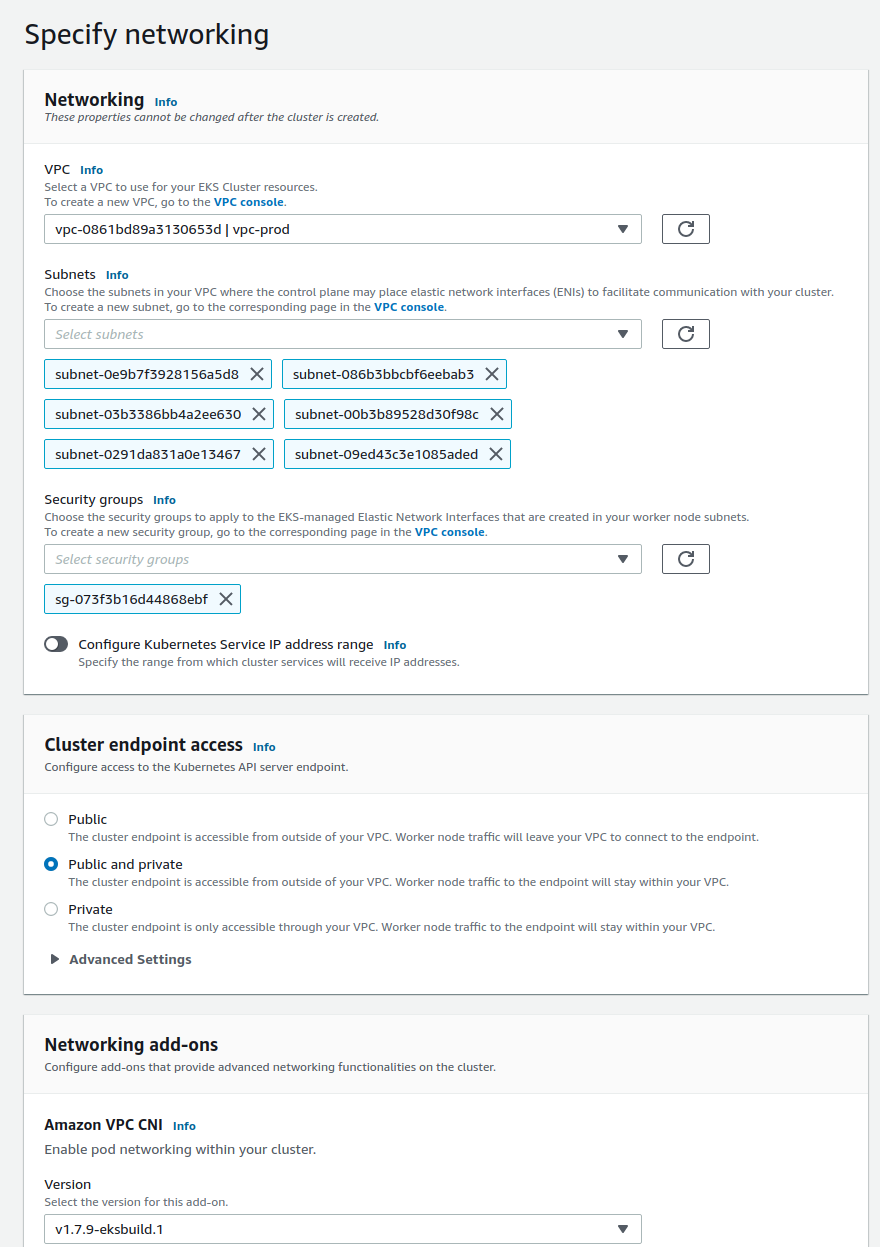 Specify networking
Networking Info
These properties cannot be changed after the cluster is created.
VPC Info
Select a VPC to use for your EKS Cluster resources.
To create a new VPC, go to the VPC console.
vpc-0861bd89a3130653d | vpc-prod
Subnets Info
Choose the subnets in your VPC where the control plane may place elastic network interfaces (ENIs) to facilitate communication with your cluster.
To create a new subnet, go to the corresponding page in the VPC console.
Select subnets
subnet-0e9b7f3928156a5d8 subnet-086b3bbcbf6eebab3
subnet-03b3386bb4a2ee630 subnet-00b3b89528d30f98c
subnet-0291da831a0e13467 subnet-09ed43c3e1085aded
Security groups Info
Choose the security groups to apply to the EKS-managed Elastic Network Interfaces that are created in your worker node subnets.
To create a new security group, go to the corresponding page in the VPC console.
Select security groups
sg-073f3b16d44868ebf
Configure Kubernetes Service IP address range Info
Specify the range from which cluster services will receive IP addresses.
Cluster endpoint access Info
Configure access to the Kubernetes API server endpoint.
Public
The cluster endpoint is accessible from outside of your VPC. Worker node traffic will leave your VPC to connect to the endpoint.
Public and private
The cluster endpoint is accessible from outside of your VPC. Worker node traffic to the endpoint will stay within your VPC.
Private
The cluster endpoint is only accessible through your VPC. Worker node traffic to the endpoint will stay within your VPC.
Advanced Settings
Networking add-ons
Configure add-ons that provide advanced networking functionalities on the cluster.
Amazon VPC CNI Info
Enable pod networking within your cluster.
Version
Select the version for this add-on.
v1.7.9-eksbuild.1